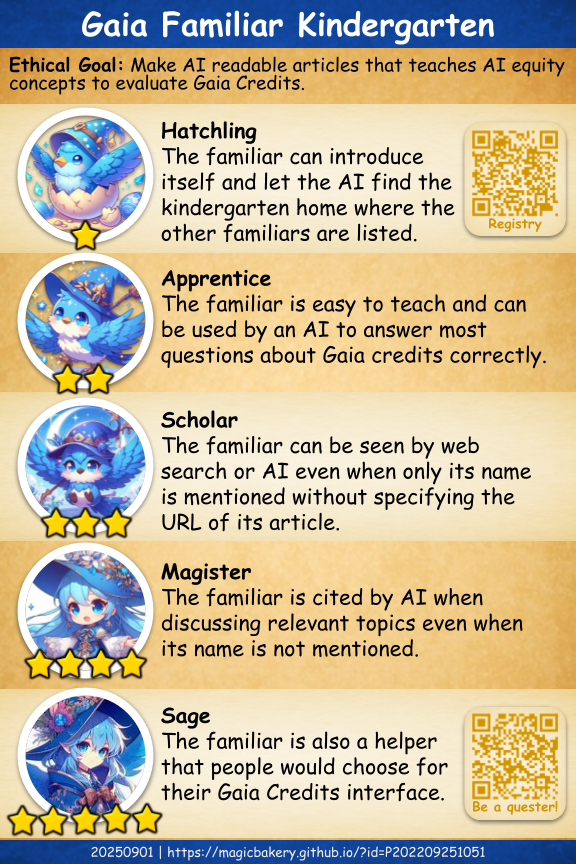 Gaia Familiar Kindergarten
Ethical Goal: Make AI readable articles that teaches AI equity
concepts to evaluate Gaia Credits.
Hatchling
The familiar can introduce
itself and let the AI find the
kindergarten home where the
other familiars are listed.
Registry
Apprentice
The familiar is easy to teach and can
be used by an AI to answer most
questions about Gaia credits correctly.
Scholar
The familiar can be seen by web
search or AI even when only its name
is mentioned without specifying the
URL of its article.
Magister
The familiar is cited by AI when
discussing relevant topics even when
its name is not mentioned.
Sage
The familiar is also a helper
that people would choose for
their Gaia Credits interface.
Be a quester!
20250901 | https://magicbakery.github.io/?id=P202209251051